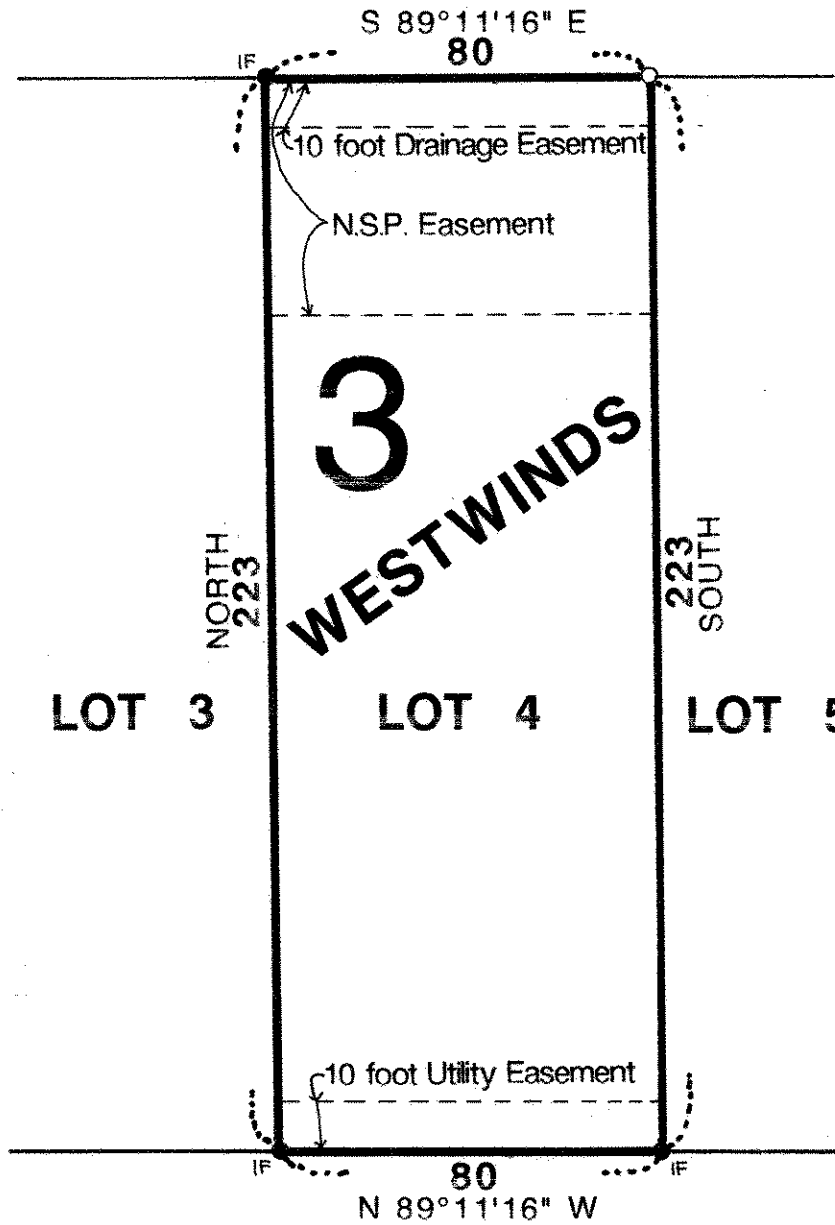 S 89°11'16" E
80
IF
10 foot Drainage Easement
N.S.P. Easement
3
WESTWINDS
NORTH
223
223
SOUTH
LOT 3
LOT 4
LOT 5
10 foot Utility Easement
IF
80
IF
N 89°11'16" W